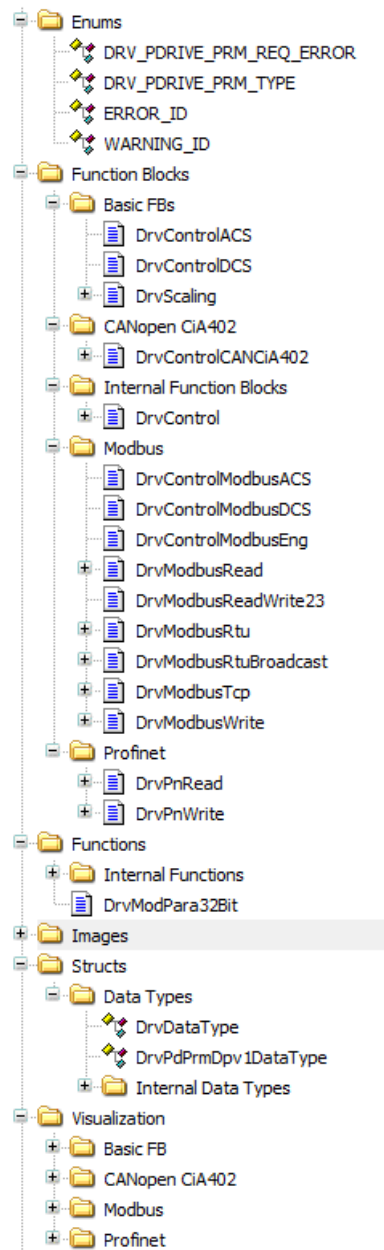 Enums
DRV_PDRIVE_PRM_REQ_ERROR
DRV_PDRIVE_PRM_TYPE
ERROR_ID
WARNING_ID
Function Blocks
Basic FBs
DrvControlACS
DrvControlDCS
DrvScaling
CANopen CiA402
DrvControlCANCiA402
Internal Function Blocks
DrvControl
Modbus
DrvControlModbusACS
DrvControlModbusDCS
DrvControlModbusEng
DrvModbusRead
DrvModbusReadWrite23
DrvModbusRtu
DrvModbusRtuBroadcast
DrvModbusTcp
DrvModbusWrite
Profinet
DrvPnRead
DrvPnWrite
Functions
Internal Functions
DrvModPara32Bit
Images
Structs
Data Types
DrvDataType
DrvPdPrmDpv1DataType
Internal Data Types
Visualization
Basic FB
CANopen CiA402
Modbus
Profinet